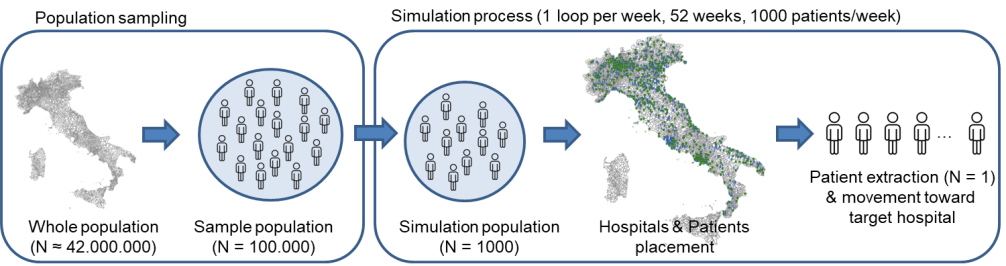 Population sampling
Simulation process (1 loop per week, 52 weeks, 1000 patients/week)
Whole population
(N ≈ 42.000.000)
Sample population
(N = 100.000)
Simulation population
(N = 1000)
Hospitals & Patients
placement
...
Patient extraction (N = 1)
& movement toward
target hospital